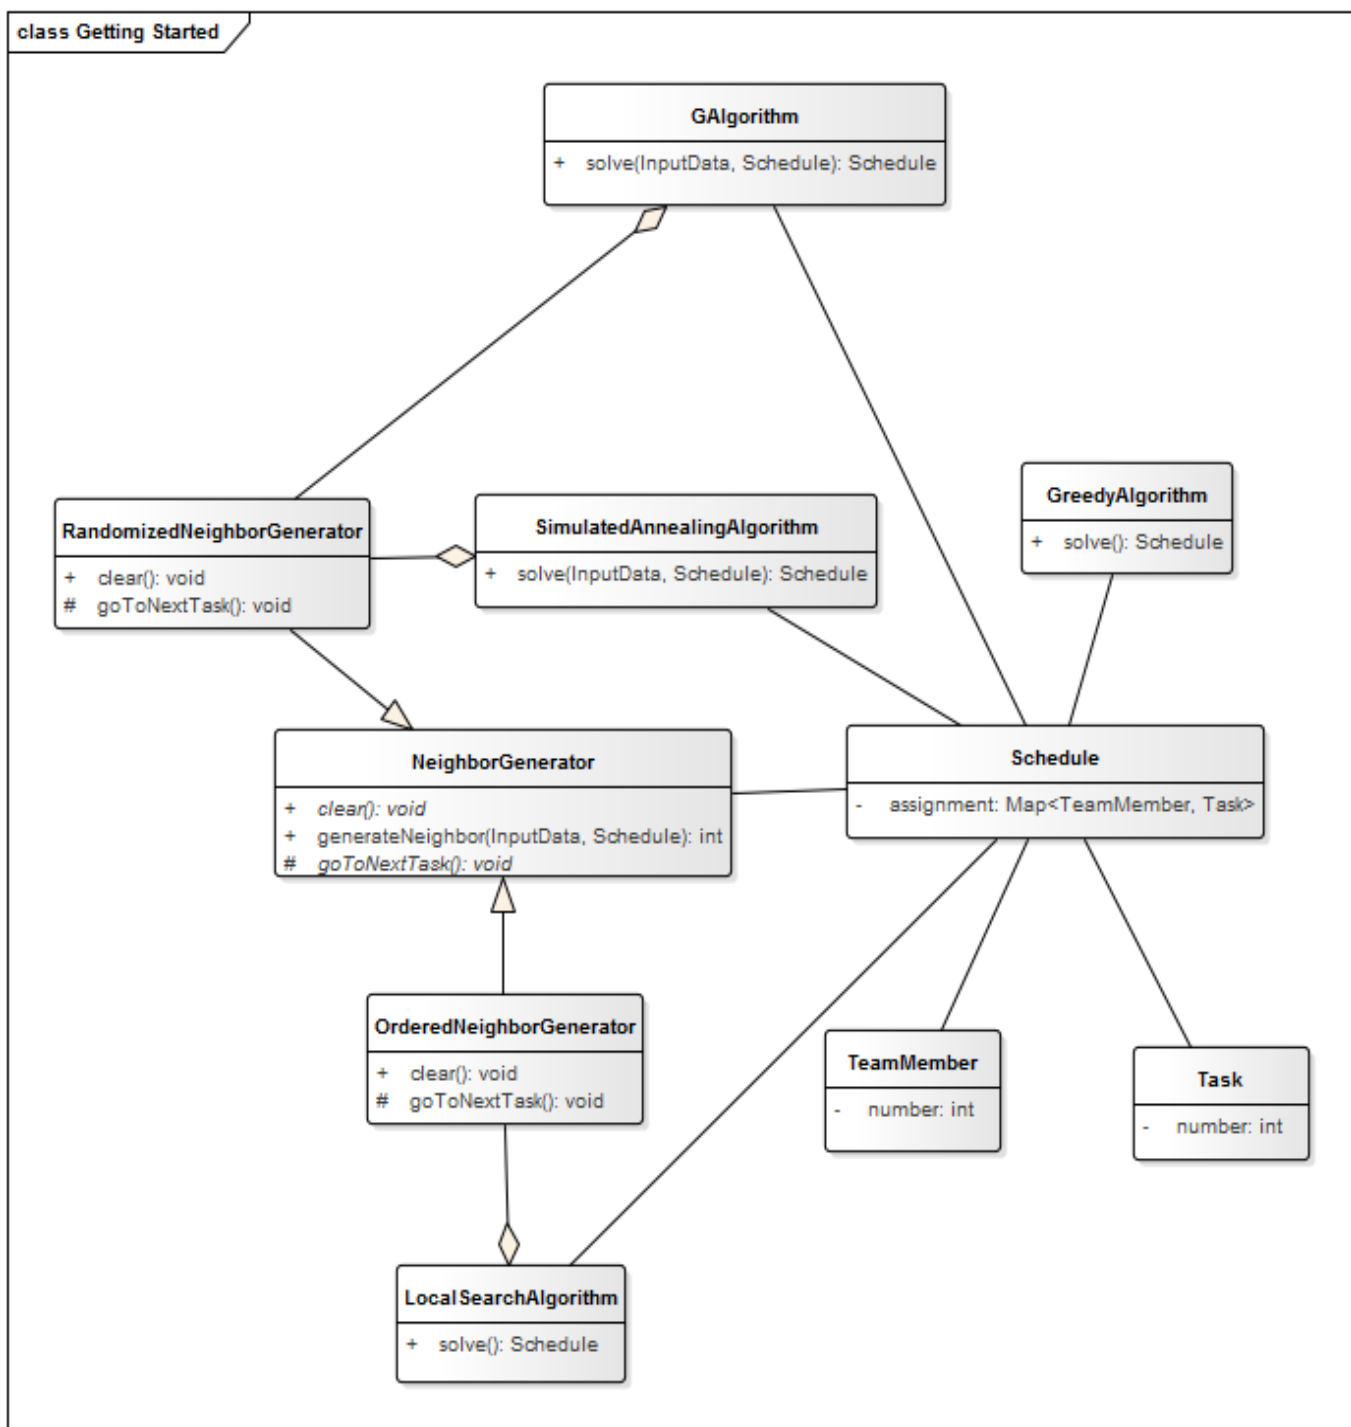 class Getting Started
GAlgorithm
+ solve(InputData, Schedule): Schedule
GreedyAlgorithm
+ solve(): Schedule
RandomizedNeighborGenerator
+ clear(): void
# goToNextTask(): void
SimulatedAnnealingAlgorithm
+ solve(InputData, Schedule): Schedule
NeighborGenerator
+ clear(): void
+ generateNeighbor(InputData, Schedule): int
# goToNextTask(): void
Schedule
- assignment: Map<TeamMember, Task>
OrderedNeighborGenerator
+ clear(): void
# goToNextTask(): void
TeamMember
- number: int
Task
- number: int
LocalSearchAlgorithm
+ solve(): Schedule